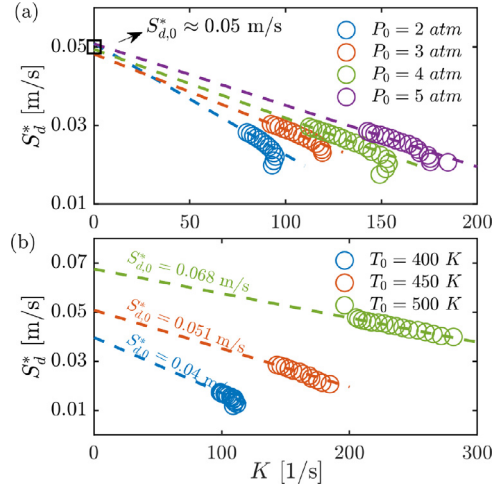 (a)
S*d,0 ≈ 0.05 m/s
P0 = 2 atm
P0 = 3 atm
P0 = 4 atm
P0 = 5 atm
S*d [m/s]
0.05
0.03
0.01
0 50 100 150 200
(b)
T0 = 400 K
T0 = 450 K
T0 = 500 K
S*d,0 = 0.068 m/s
S*d,0 = 0.051 m/s
S*d,0 = 0.04 m/s
S*d [m/s]
0.07
0.05
0.03
0.01
0 100 200 300
K [1/s]